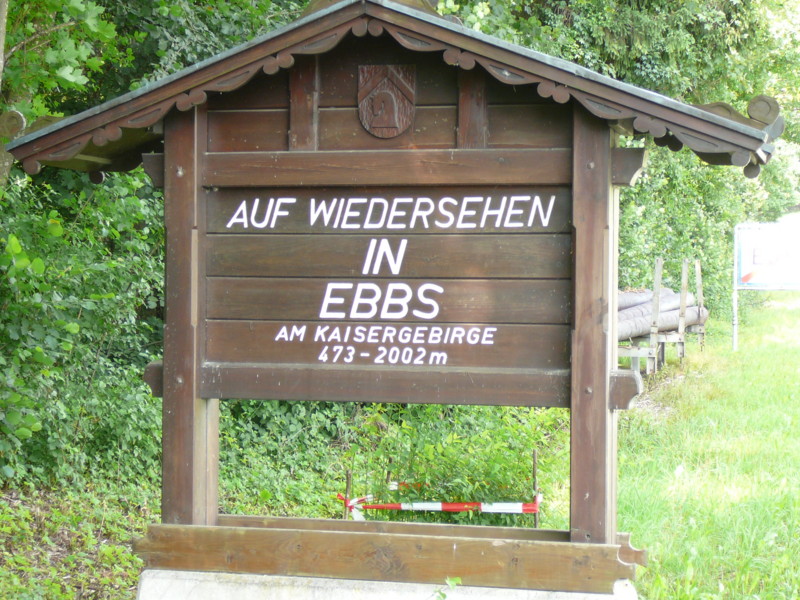 AUF WIEDERSEHEN
IN
EBBS
AM KAISERGEBIRGE
473-2002m